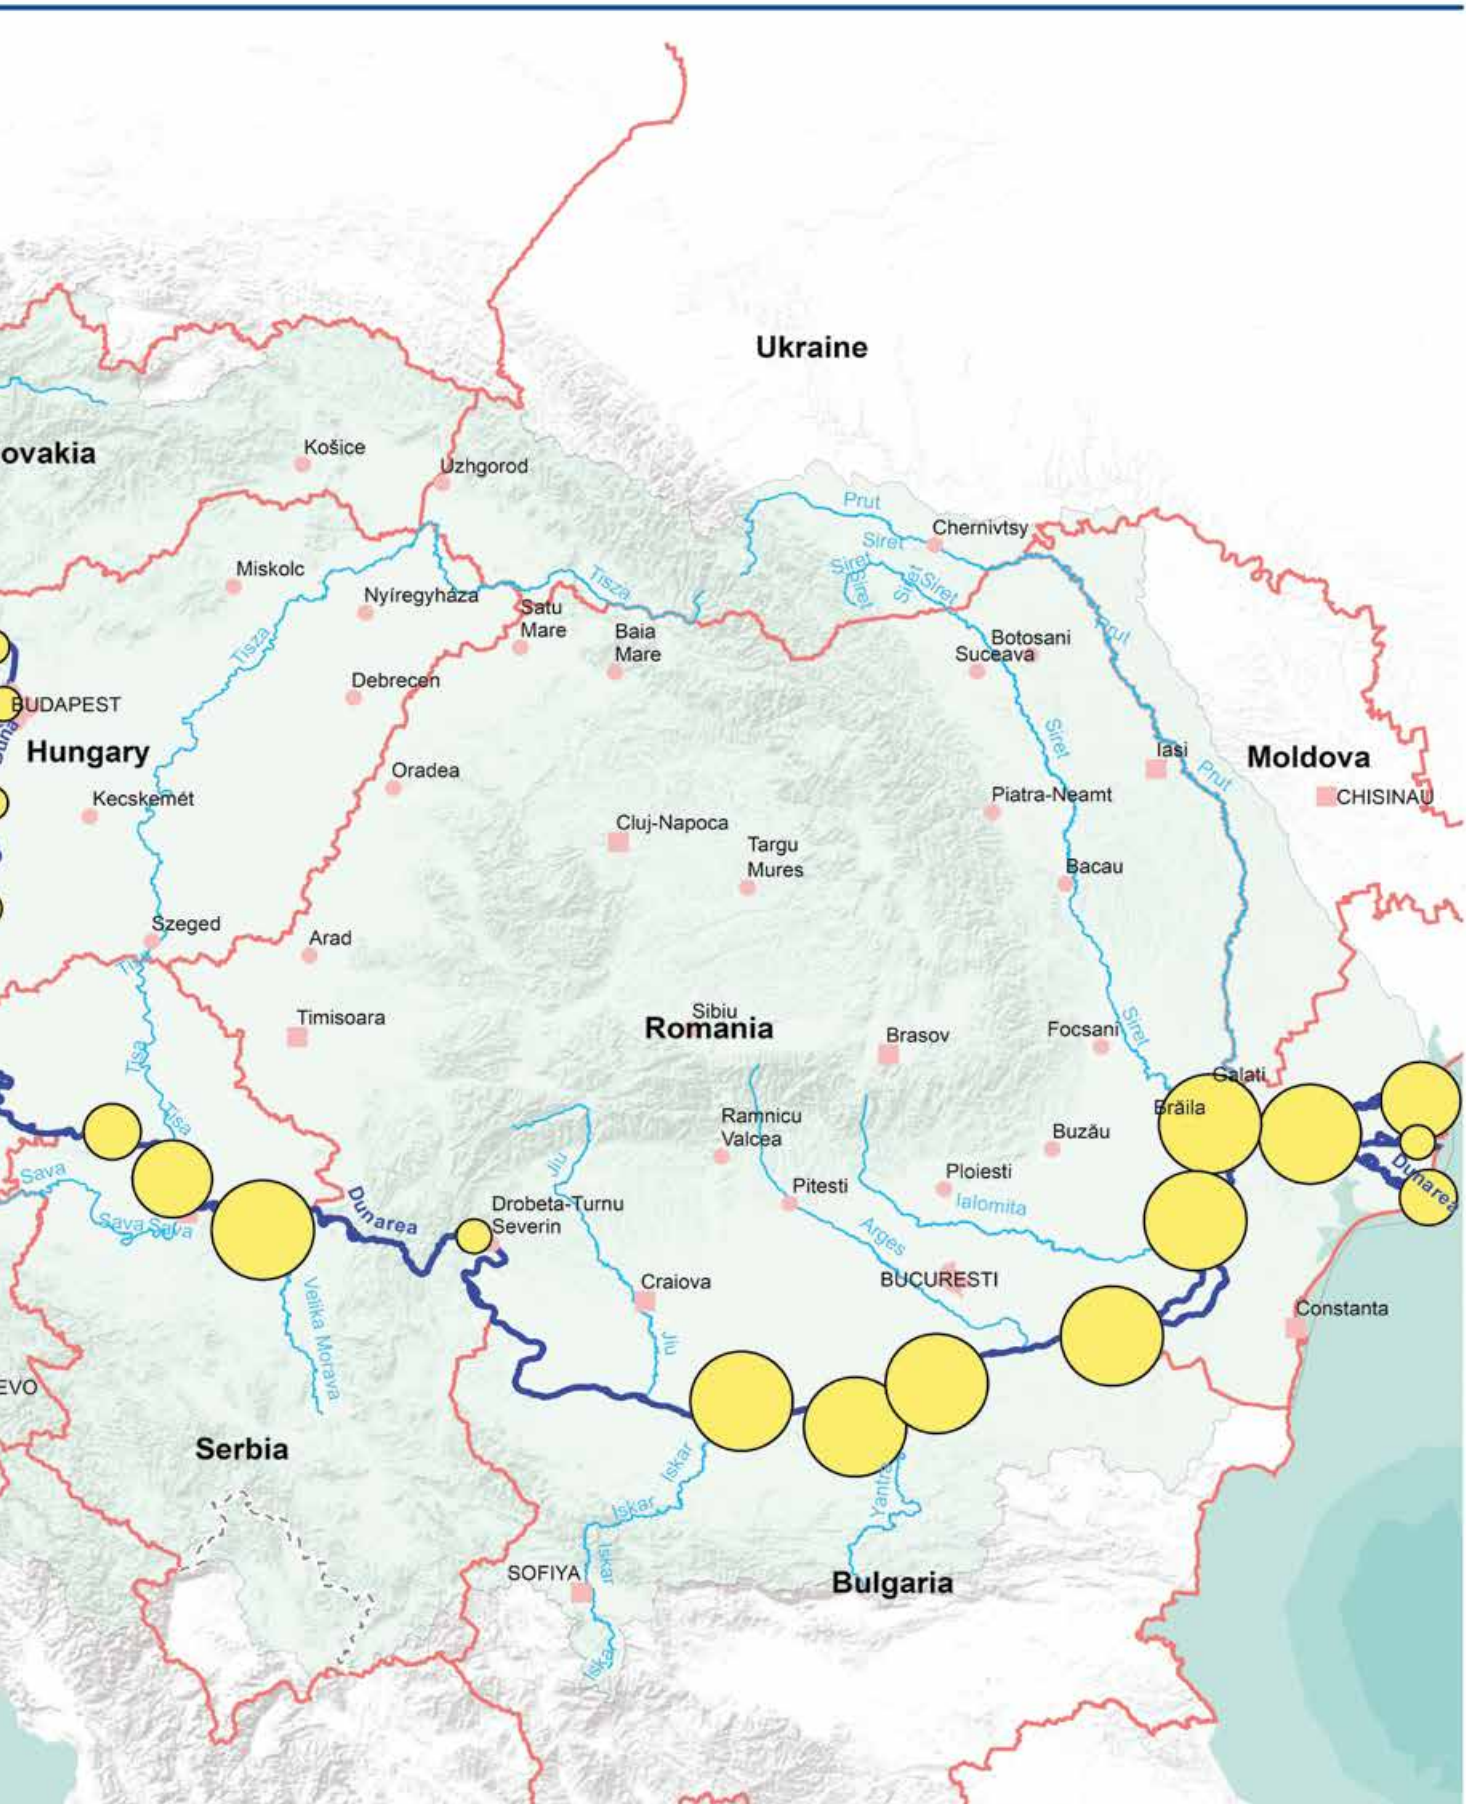 Ukraine
ovakia
Košice
Uzhgorod
Prut
Chernivtsy
Siret
Siret
Siret
Siret
Siret
Miskolc
Tisza
Nyíregyháza
Satu
Mare
Baia
Mare
Prut
Botosani
Suceava
Tisza
Debrecen
BUDAPEST
Duna
Hungary
Siret
Iasi
Prut
Moldova
CHISINAU
Oradea
Kecskemét
Piatra-Neamt
Cluj-Napoca
Targu
Mures
Bacau
Szeged
Arad
Tisa
Sibiu
Romania
Timisoara
Brasov
Focsani
Siret
Tisa
Galati
Brăila
Tisa
Ramnicu
Valcea
Buzău
Jiu
Ploiesti
Pitesti
Ialomita
Sava
Sava
Sava
Dunarea
Drobeta-Turnu
Severin
Dunarea
Arges
BUCURESTI
Craiova
Constanta
Velika Morava
Jiu
EVO
Serbia
Iskar
Iskar
Iskar
Yantra
SOFIYA
Bulgaria
Iska